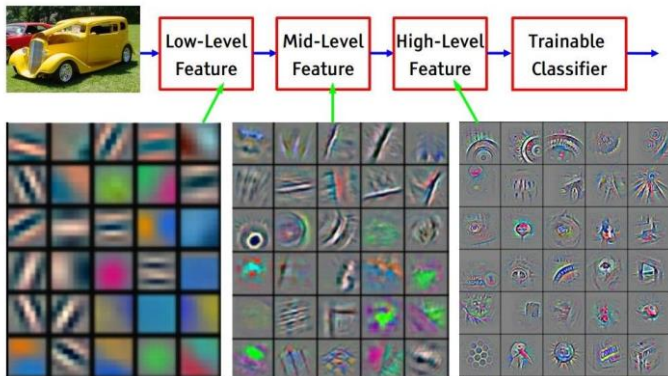 Low-Level
Feature
Mid-Level
Feature
High-Level
Feature
Trainable
Classifier